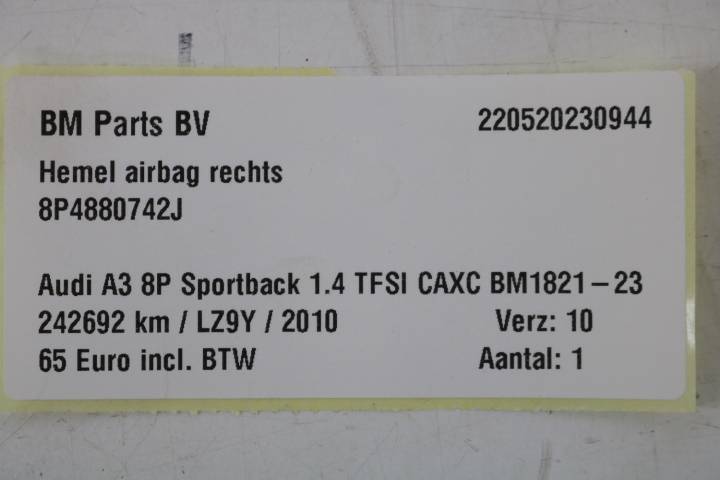 BM Parts BV 220520230944
Hemel airbag rechts
8P4880742J
Audi A3 8P Sportback 1.4 TFSI CAXC BM1821-23
242692 km / LZ9Y / 2010 Verz: 10
65 Euro incl. BTW Aantal: 1